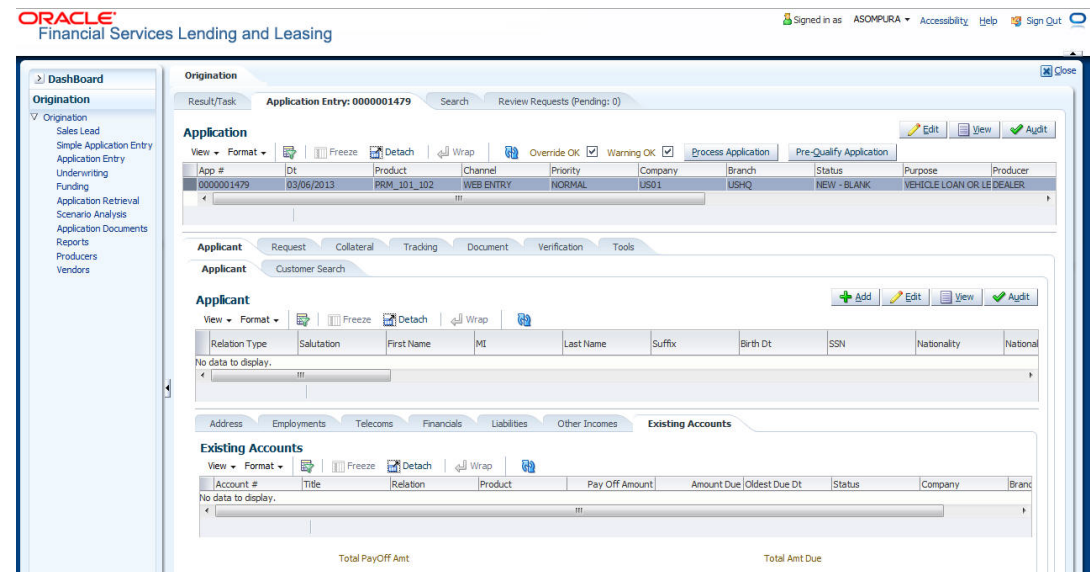 ORACLE
Financial Services Lending and Leasing
Signed in as ASOMPURA Accessibility Help Sign Out
Close
DashBoard
Origination
Origination
Sales Lead
Simple Application Entry
Application Entry
Underwriting
Funding
Application Retrieval
Scenario Analysis
Application Documents
Reports
Producers
Vendors
Origination
Result/Task Application Entry: 0000001479 Search Review Requests (Pending: 0)
Application Edit View Audit
View Format Freeze Detach Wrap Override OK Warning OK Process Application Pre-Qualify Application
App # Dt Product Channel Priority Company Branch Status Purpose Producer
0000001479 03/06/2013 PRM_101_102 WEB ENTRY NORMAL US01 USHQ NEW - BLANK VEHICLE LOAN OR LE DEALER
Applicant Request Collateral Tracking Document Verification Tools
Applicant Customer Search
Applicant Add Edit View Audit
View Format Freeze Detach Wrap
Relation Type Salutation First Name MI Last Name Suffix Birth Dt SSN Nationality National
No data to display.
Address Employments Telecoms Financials Liabilities Other Incomes Existing Accounts
Existing Accounts
View Format Freeze Detach Wrap
Account # Title Relation Product Pay Off Amount Amount Due Oldest Due Dt Status Company Branc
No data to display.
Total PayOff Amt Total Amt Due